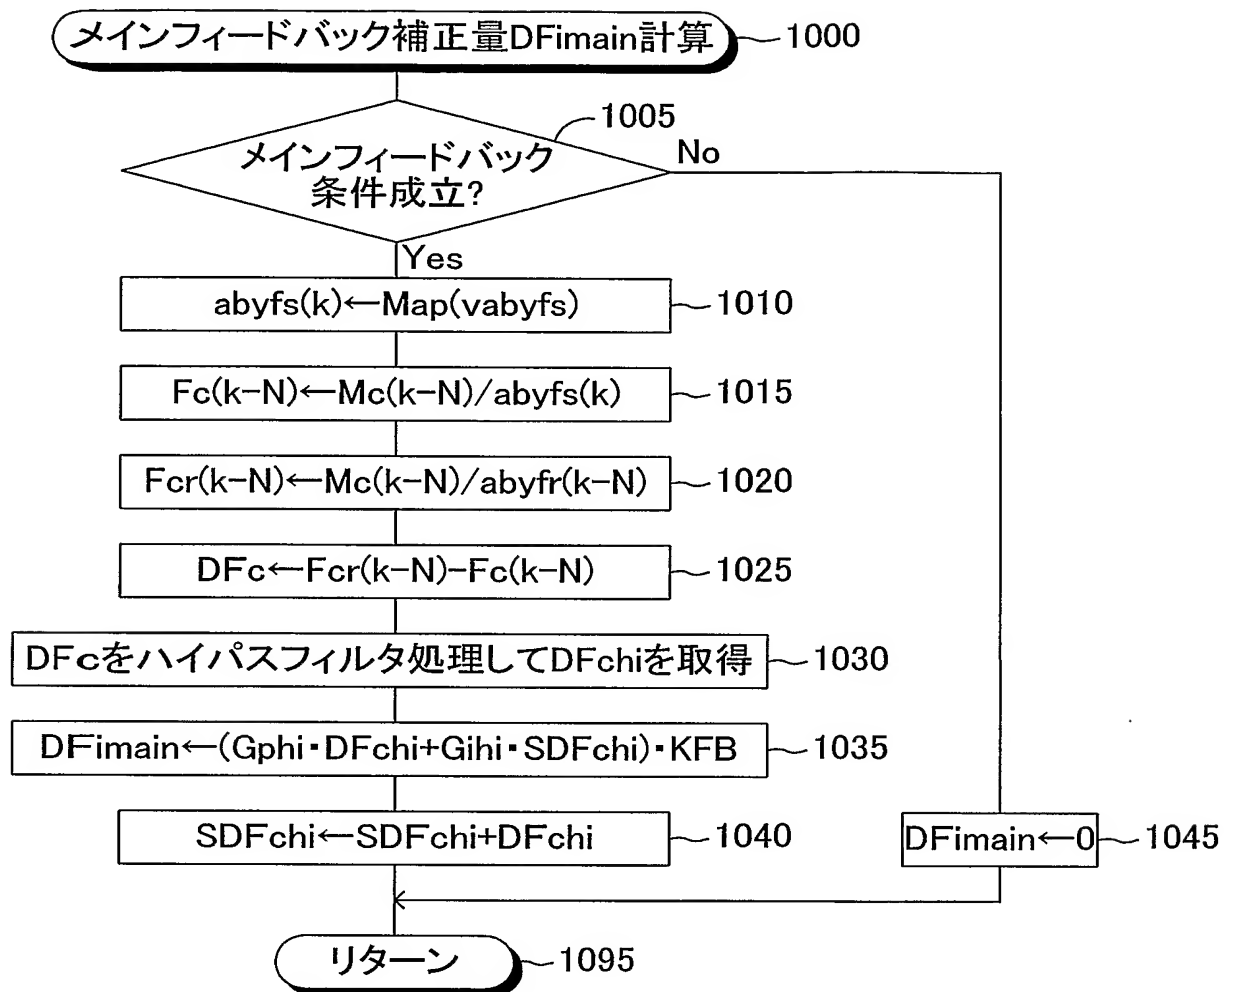 メインフィードバック補正量DFimain計算
1000
1005
メインフィードバック
条件成立?
No
Yes
abyfs(k)←Map(vabyfs)
1010
Fc(k-N)←Mc(k-N)/abyfs(k)
1015
Fcr(k-N)←Mc(k-N)/abyfr(k-N)
1020
DFc←Fcr(k-N)-Fc(k-N)
1025
DFcをハイパスフィルタ処理してDFchiを取得
1030
DFimain←(Gphi・DFchi+Gihi・SDFchi)・KFB
1035
SDFchi←SDFchi+DFchi
1040
DFimain←0
1045
リターン
1095